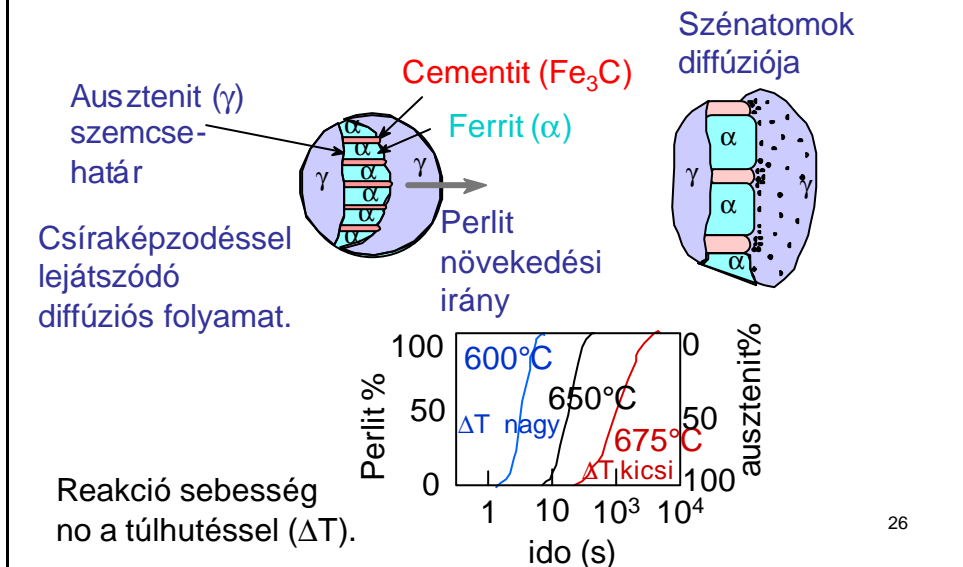 Szénatomok
diffúziója
Cementit (Fe₃C)
Ausztenit (γ)
szemcse-
határ
Ferrit (α)
α
α
α
α
α
α
γ
γ
α
α
α
γ
γ
Csíraképzodéssel
lejátszódó
diffúziós folyamat.
Perlit
növekedési
irány
Perlit %
100
50
0
600°C
650°C
675°C
ΔT nagy
ΔT kicsi
0
50
100
ausztenit%
1
10
10³
10⁴
ido (s)
Reakció sebesség
no a túlhutéssel (ΔT).
26